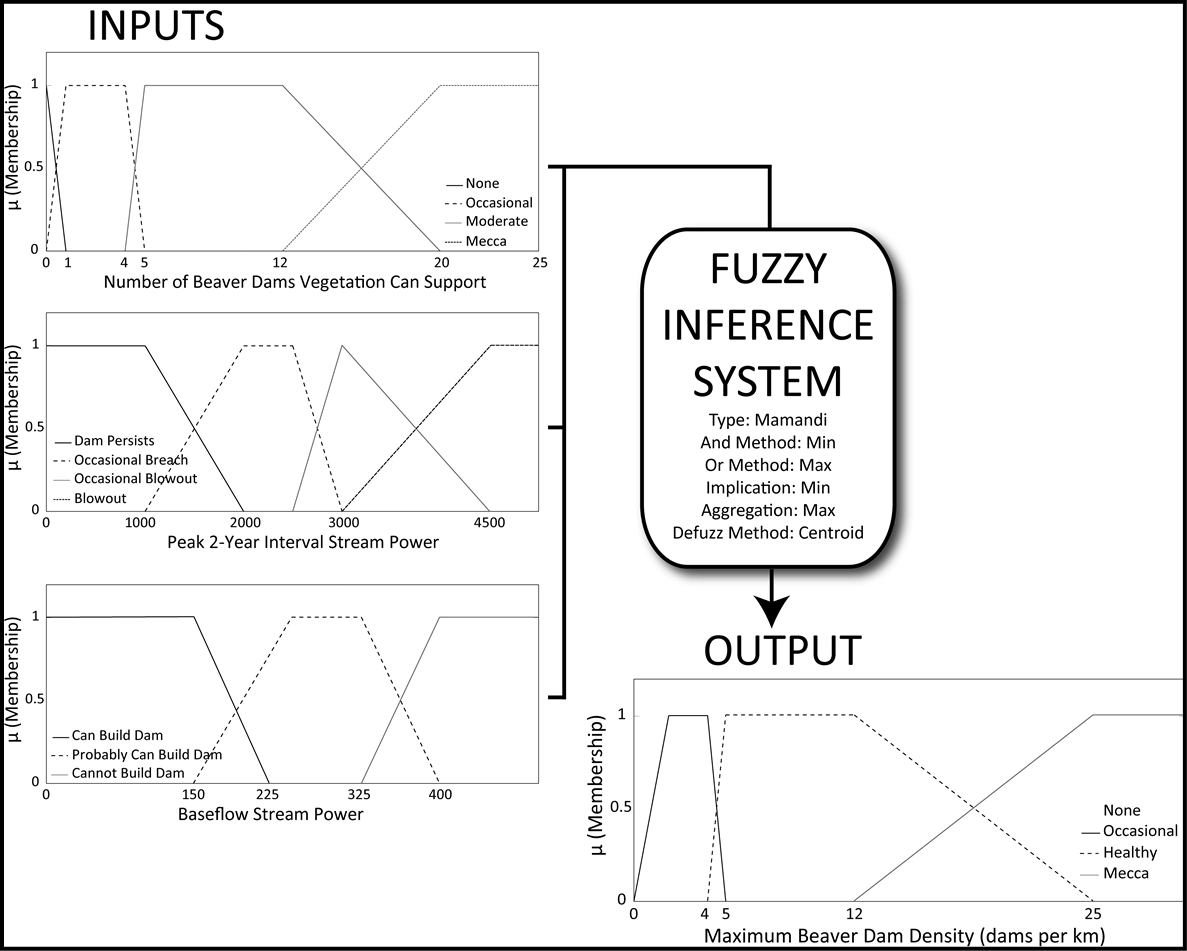 INPUTS
1
0.5
0
μ (Membership)
None
Occasional
Moderate
Mecca
0 1 4 5 12 20 25
Number of Beaver Dams Vegetation Can Support
1
0.5
0
μ (Membership)
Dam Persists
Occasional Breach
Occasional Blowout
Blowout
0 1000 2000 3000 4500
Peak 2-Year Interval Stream Power
1
0.5
0
μ (Membership)
Can Build Dam
Probably Can Build Dam
Cannot Build Dam
0 150 225 325 400
Baseflow Stream Power
FUZZY
INFERENCE
SYSTEM
Type: Mamandi
And Method: Min
Or Method: Max
Implication: Min
Aggregation: Max
Defuzz Method: Centroid
OUTPUT
1
0.5
0
μ (Membership)
None
Occasional
Healthy
Mecca
0 4 5 12 25
Maximum Beaver Dam Density (dams per km)